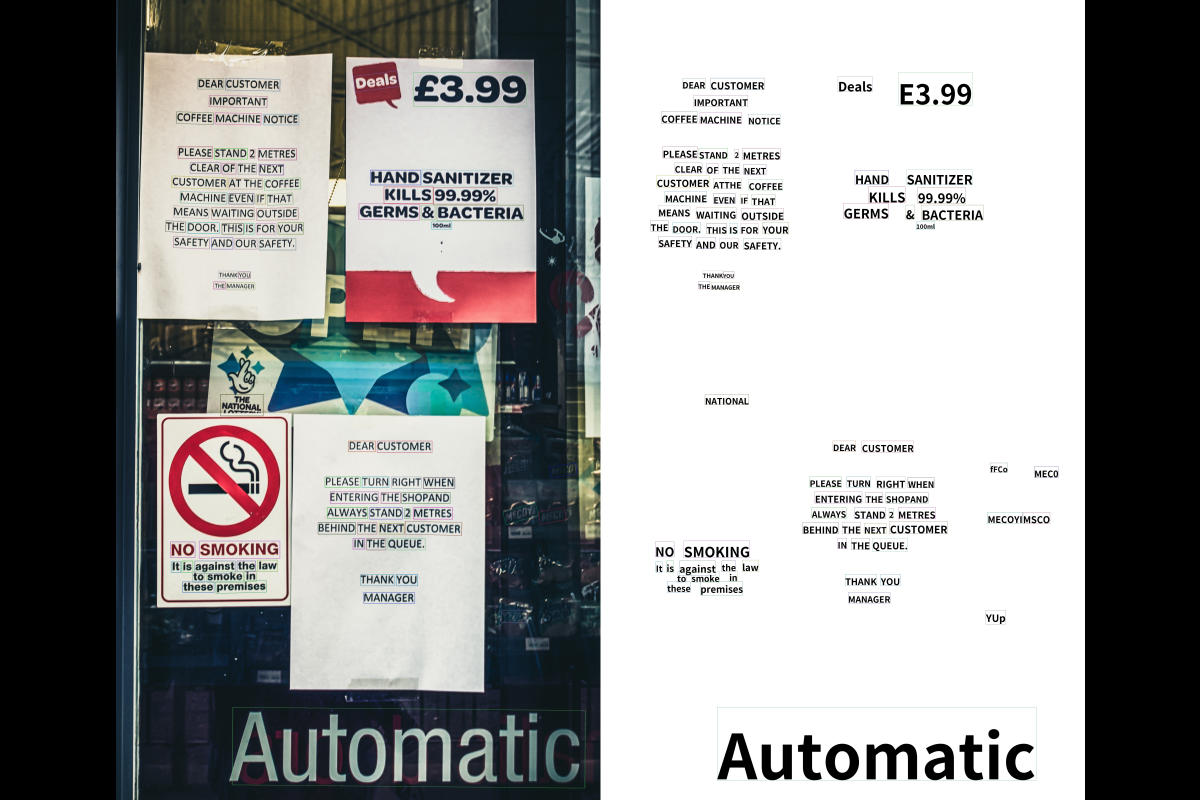 DEAR CUSTOMER
IMPORTANT
COFFEE MACHINE NOTICE
PLEASE STAND 2 METRES
CLEAR OF THE NEXT
CUSTOMER AT THE COFFEE
MACHINE EVEN IF THAT
MEANS WAITING OUTSIDE
THE DOOR. THIS IS FOR YOUR
SAFETY AND OUR SAFETY.
THANK YOU
THE MANAGER
Deals
£3.99
HAND SANITIZER
KILLS 99.99%
GERMS & BACTERIA
100ml
OPEN
THE
NATIONAL
LOTTERY
NO SMOKING
It is against the law
to smoke in
these premises
DEAR CUSTOMER
PLEASE TURN RIGHT WHEN
ENTERING THE SHOP AND
ALWAYS STAND 2 METRES
BEHIND THE NEXT CUSTOMER
IN THE QUEUE.
THANK YOU
MANAGER
Automatic
DEAR CUSTOMER
IMPORTANT
COFFEE MACHINE NOTICE
PLEASE STAND 2 METRES
CLEAR OF THE NEXT
CUSTOMER ATTHE COFFEE
MACHINE EVEN IF THAT
MEANS WAITING OUTSIDE
THE DOOR. THIS IS FOR YOUR
SAFETY AND OUR SAFETY.
THANKYOU
THE MANAGER
Deals
E3.99
HAND SANITIZER
KILLS 99.99%
GERMS & BACTERIA
100ml
NATIONAL
DEAR CUSTOMER
PLEASE TURN RIGHT WHEN
ENTERING THE SHOPAND
ALWAYS STAND 2 METRES
BEHIND THE NEXT CUSTOMER
IN THE QUEUE.
THANK YOU
MANAGER
fFCo
MEC0
MECOYIMSCO
YUp
NO SMOKING
It is against the law
to smoke in
these premises
Automatic